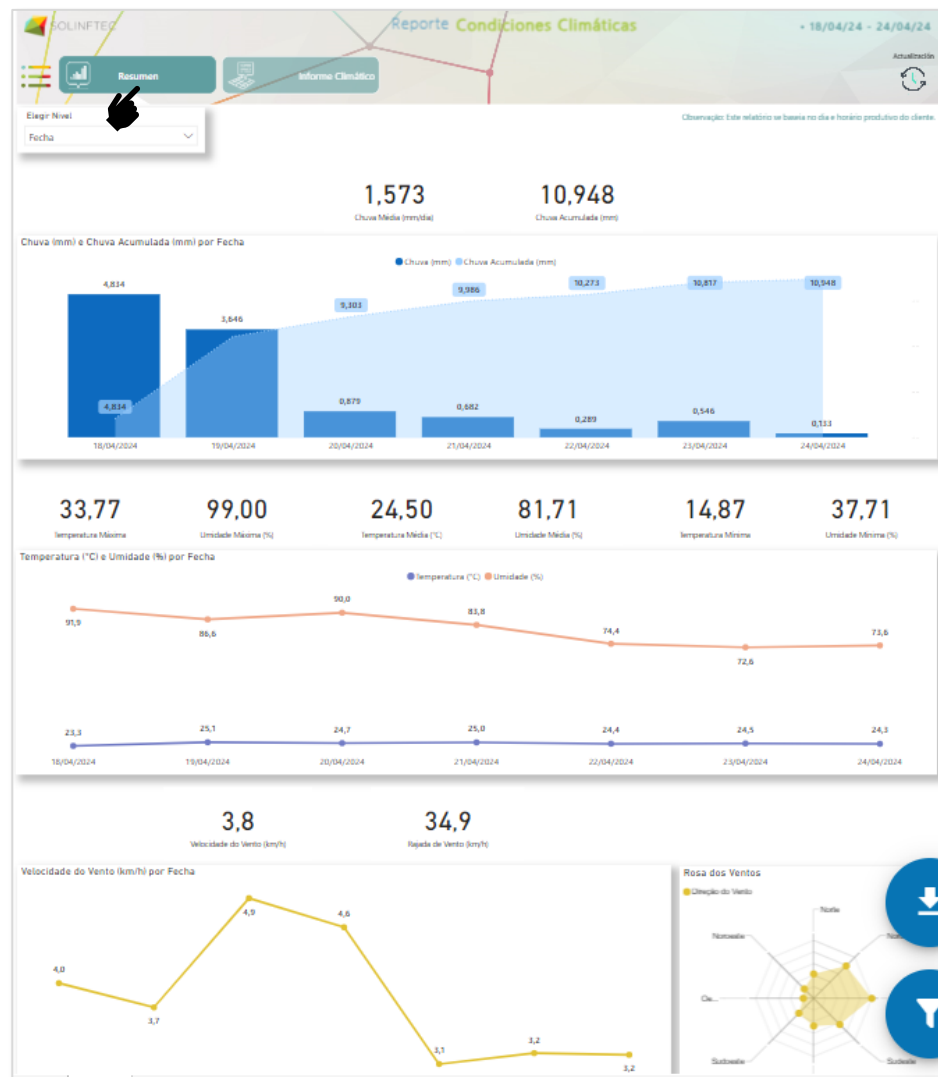 SOLINFTEC
Reporte Condiciones Climáticas
- 18/04/24 - 24/04/24
Actualización
Resumen
Informe Climático
Elegir Nivel
Fecha
Observação: Este relatório se baseia no dia e horário produtivo do cliente.
1,573
10,948
Chuva Média (mm/dia)
Chuva Acumulada (mm)
Chuva (mm) e Chuva Acumulada (mm) por Fecha
Chuva (mm) Chuva Acumulada (mm)
4,834
3,646
0,879
0,682
0,289
0,546
0,133
4,834
9,303
9,986
10,273
10,817
10,948
18/04/2024
19/04/2024
20/04/2024
21/04/2024
22/04/2024
23/04/2024
24/04/2024
33,77
99,00
24,50
81,71
14,87
37,71
Temperatura Máxima
Umidade Máxima (%)
Temperatura Média (°C)
Umidade Média (%)
Temperatura Mínima
Umidade Mínima (%)
Temperatura (°C) e Umidade (%) por Fecha
Temperatura (°C) Umidade (%)
91,9
86,6
90,0
83,8
74,4
72,6
73,6
23,3
25,1
24,7
25,0
24,4
24,5
24,3
18/04/2024
19/04/2024
20/04/2024
21/04/2024
22/04/2024
23/04/2024
24/04/2024
3,8
34,9
Velocidade do Vento (km/h)
Rajada de Vento (km/h)
Velocidade do Vento (km/h) por Fecha
4,0
3,7
4,9
4,6
3,1
3,2
3,2
Rosa dos Ventos
Direção do Vento
Norte
Noroeste
Oe...
Sudoeste
Sudeste